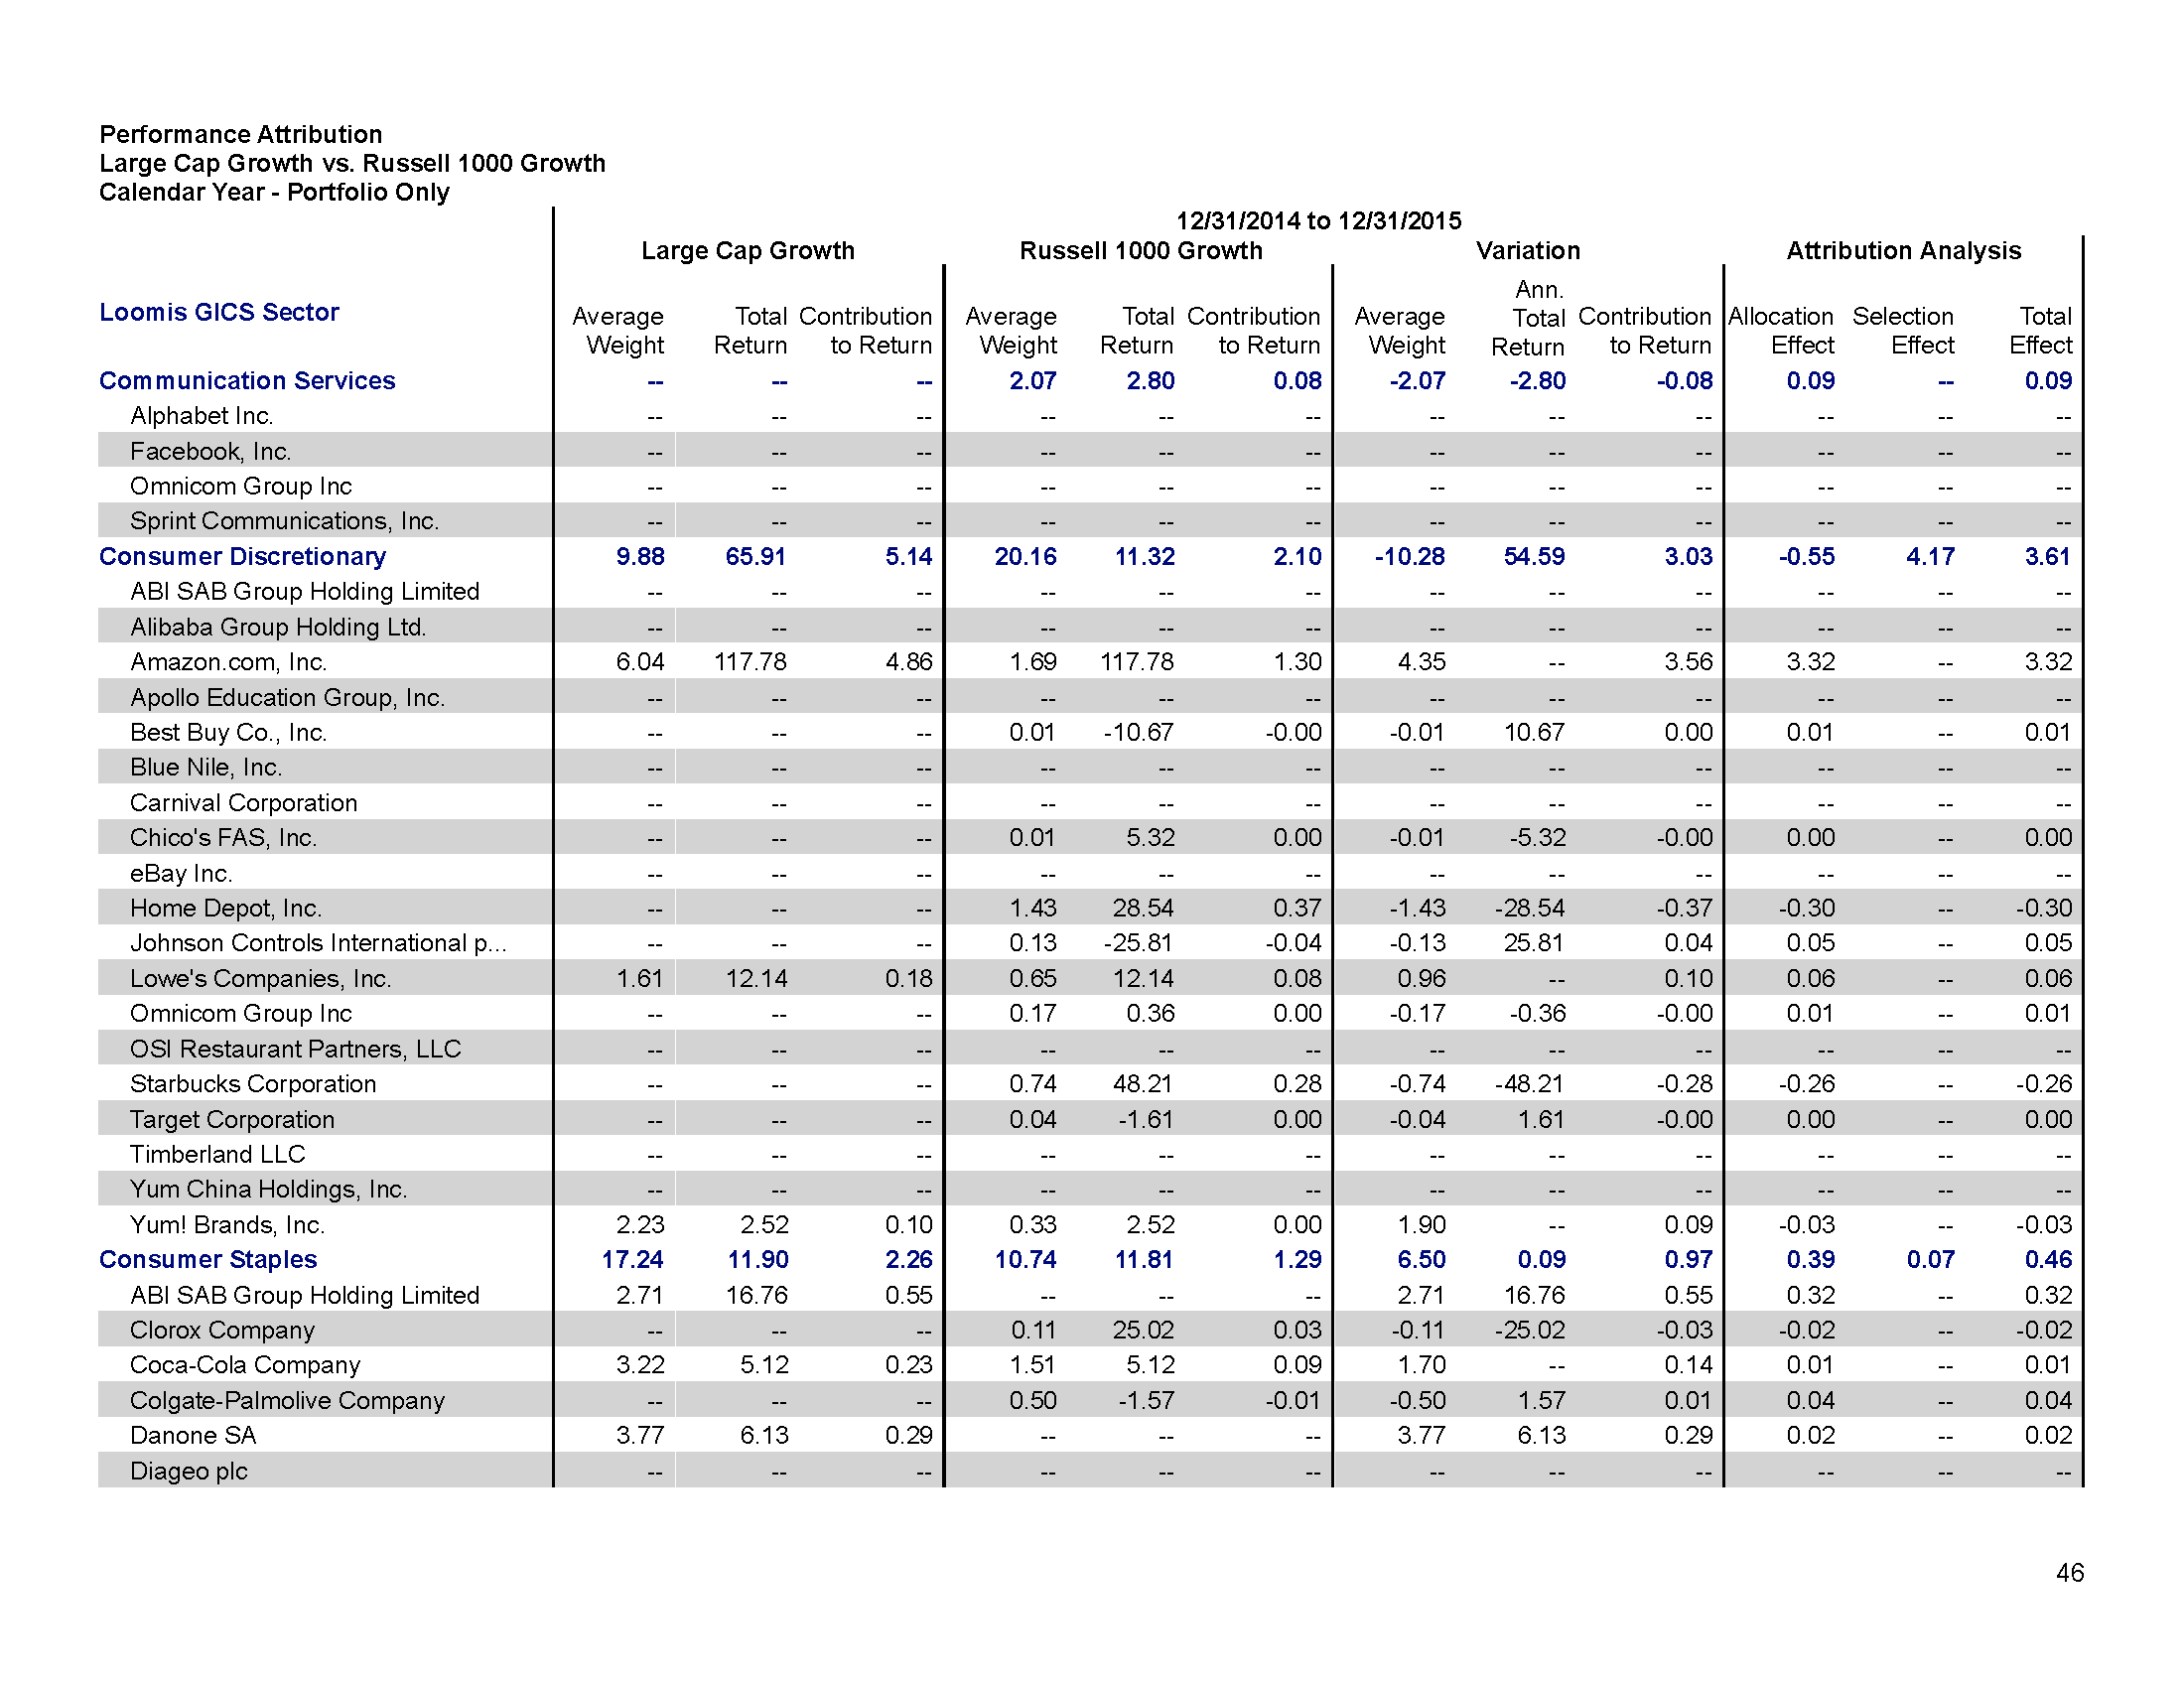 Performance Attribution
Large Cap Growth vs. Russell 1000 Growth
Calendar Year - Portfolio Only
12/31/2014 to 12/31/2015
Large Cap Growth Russell 1000 Growth Variation Attribution Analysis
Loomis GICS Sector Average Weight Total Return Contribution to Return Average Weight Total Return Contribution to Return Average Weight Ann. Total Return Contribution to Return Allocation Effect Selection Effect Total Effect
Communication Services -- -- -- 2.07 2.80 0.08 -2.07 -2.80 -0.08 0.09 -- 0.09
Alphabet Inc. -- -- -- -- -- -- -- -- -- -- -- --
Facebook, Inc. -- -- -- -- -- -- -- -- -- -- -- --
Omnicom Group Inc -- -- -- -- -- -- -- -- -- -- -- --
Sprint Communications, Inc. -- -- -- -- -- -- -- -- -- -- -- --
Consumer Discretionary 9.88 65.91 5.14 20.16 11.32 2.10 -10.28 54.59 3.03 -0.55 4.17 3.61
ABI SAB Group Holding Limited -- -- -- -- -- -- -- -- -- -- -- --
Alibaba Group Holding Ltd. -- -- -- -- -- -- -- -- -- -- -- --
Amazon.com, Inc. 6.04 117.78 4.86 1.69 117.78 1.30 4.35 -- 3.56 3.32 -- 3.32
Apollo Education Group, Inc. -- -- -- -- -- -- -- -- -- -- -- --
Best Buy Co., Inc. -- -- -- 0.01 -10.67 -0.00 -0.01 10.67 0.00 0.01 -- 0.01
Blue Nile, Inc. -- -- -- -- -- -- -- -- -- -- -- --
Carnival Corporation -- -- -- -- -- -- -- -- -- -- -- --
Chico's FAS, Inc. -- -- -- 0.01 5.32 0.00 -0.01 -5.32 -0.00 0.00 -- 0.00
eBay Inc. -- -- -- -- -- -- -- -- -- -- -- --
Home Depot, Inc. -- -- -- 1.43 28.54 0.37 -1.43 -28.54 -0.37 -0.30 -- -0.30
Johnson Controls International p... -- -- -- 0.13 -25.81 -0.04 -0.13 25.81 0.04 0.05 -- 0.05
Lowe's Companies, Inc. 1.61 12.14 0.18 0.65 12.14 0.08 0.96 -- 0.10 0.06 -- 0.06
Omnicom Group Inc -- -- -- 0.17 0.36 0.00 -0.17 -0.36 -0.00 0.01 -- 0.01
OSI Restaurant Partners, LLC -- -- -- -- -- -- -- -- -- -- -- --
Starbucks Corporation -- -- -- 0.74 48.21 0.28 -0.74 -48.21 -0.28 -0.26 -- -0.26
Target Corporation -- -- -- 0.04 -1.61 0.00 -0.04 1.61 -0.00 0.00 -- 0.00
Timberland LLC -- -- -- -- -- -- -- -- -- -- -- --
Yum China Holdings, Inc. -- -- -- -- -- -- -- -- -- -- -- --
Yum! Brands, Inc. 2.23 2.52 0.10 0.33 2.52 0.00 1.90 -- 0.09 -0.03 -- -0.03
Consumer Staples 17.24 11.90 2.26 10.74 11.81 1.29 6.50 0.09 0.97 0.39 0.07 0.46
ABI SAB Group Holding Limited 2.71 16.76 0.55 -- -- -- 2.71 16.76 0.55 0.32 -- 0.32
Clorox Company -- -- -- 0.11 25.02 0.03 -0.11 -25.02 -0.03 -0.02 -- -0.02
Coca-Cola Company 3.22 5.12 0.23 1.51 5.12 0.09 1.70 -- 0.14 0.01 -- 0.01
Colgate-Palmolive Company -- -- -- 0.50 -1.57 -0.01 -0.50 1.57 0.01 0.04 -- 0.04
Danone SA 3.77 6.13 0.29 -- -- -- 3.77 6.13 0.29 0.02 -- 0.02
Diageo plc -- -- -- -- -- -- -- -- -- -- -- --
46